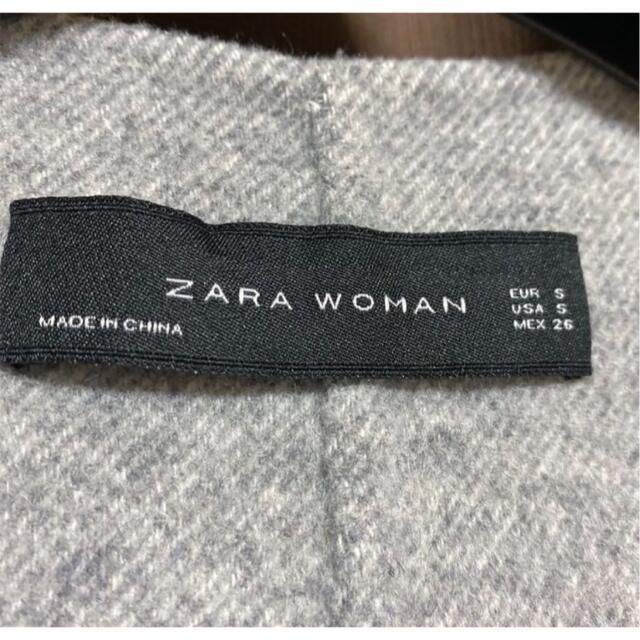 ZARA WOMAN
MADE IN CHINA
EUR S
USA S
MEX 26